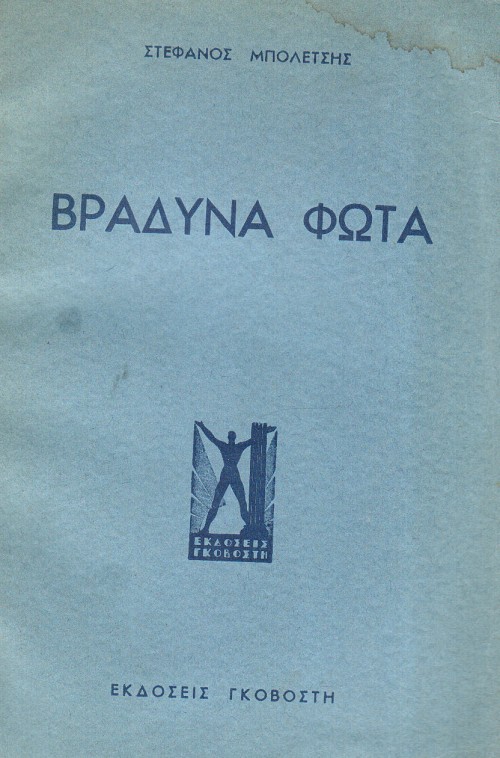 ΣΤΕΦΑΝΟΣ ΜΠΟΛΕΤΣΗΣ
ΒΡΑΔΥΝΑ ΦΩΤΑ
ΕΚΔΟΣΕΙΣ
ΓΚΟΒΟΣΤΗ
ΕΚΔΟΣΕΙΣ ΓΚΟΒΟΣΤΗ